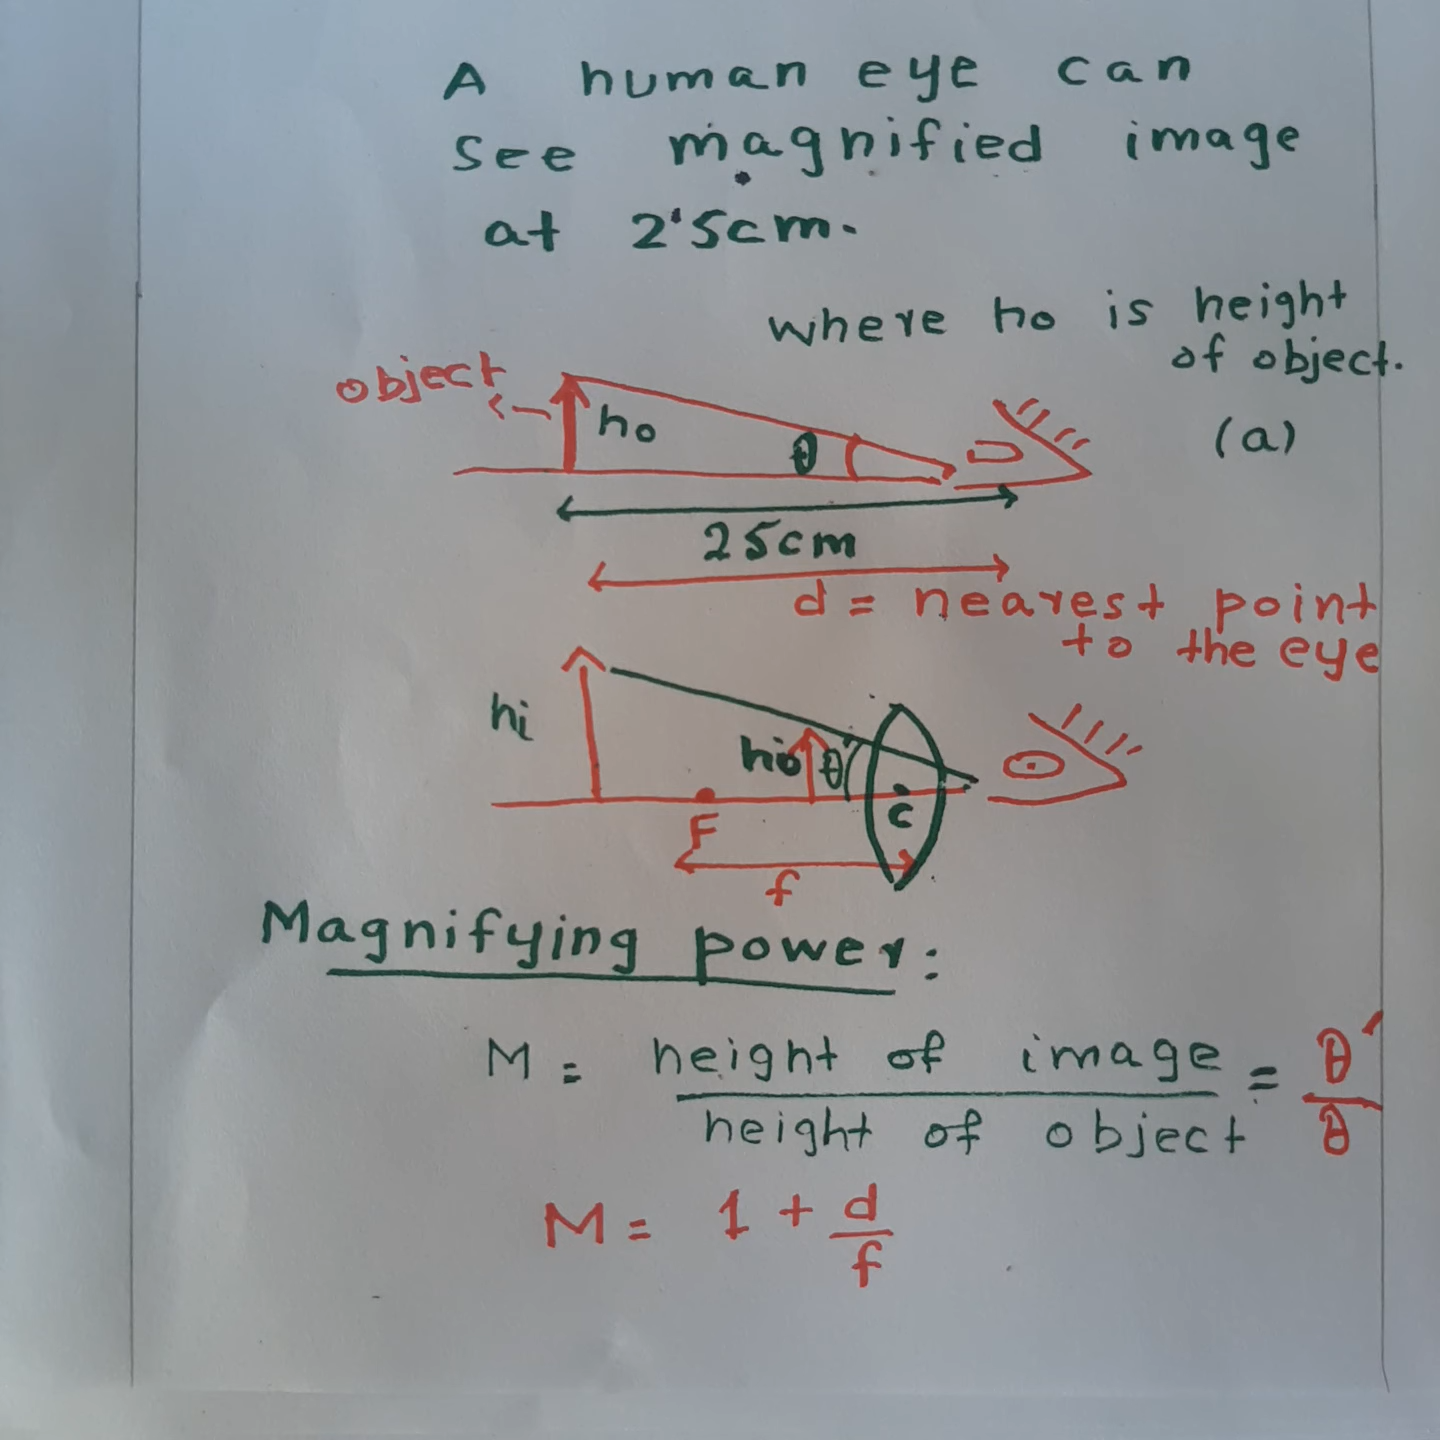 A human eye can
see magnified image
at 2.5cm.
where ho is height
of object.
object
ho
θ
(a)
25cm
d = nearest point
to the eye
hi
ho
θ'
F
c
f
Magnifying power:
M = height of image / height of object = θ' / θ
M = 1 + d / f